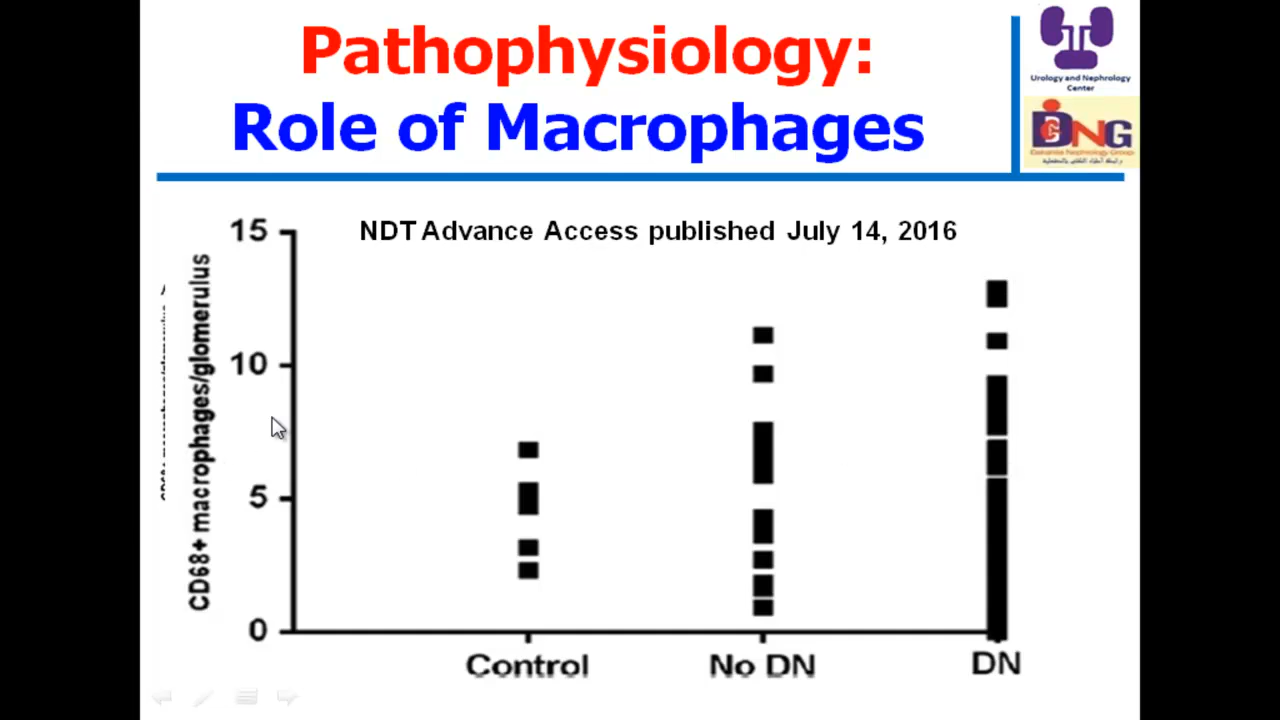 Pathophysiology:
Role of Macrophages
Urology and Nephrology
Center
DCNG
NDT Advance Access published July 14, 2016
CD68+ macrophages/glomerulus
15
10
5
0
Control
No DN
DN